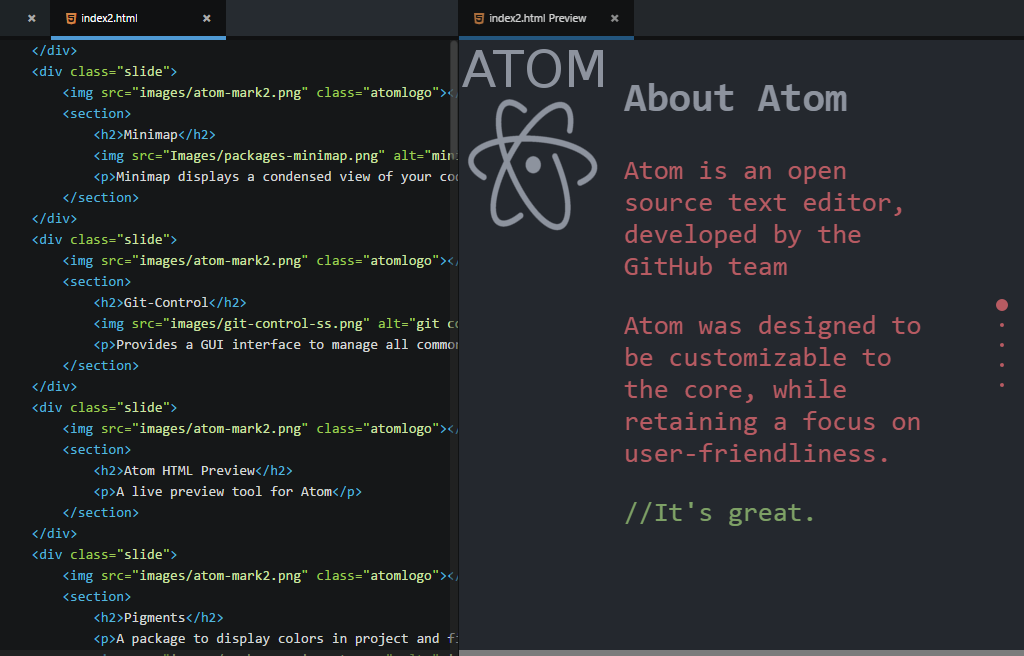 × index2.html ×
</div>
<div class="slide">
<img src="images/atom-mark2.png" class="atomlogo"></
<section>
<h2>Minimap</h2>
<img src="Images/packages-minimap.png" alt="min
<p>Minimap displays a condensed view of your co
</section>
</div>
<div class="slide">
<img src="images/atom-mark2.png" class="atomlogo"></
<section>
<h2>Git-Control</h2>
<img src="images/git-control-ss.png" alt="git co
<p>Provides a GUI interface to manage all commo
</section>
</div>
<div class="slide">
<img src="images/atom-mark2.png" class="atomlogo"></
<section>
<h2>Atom HTML Preview</h2>
<p>A live preview tool for Atom</p>
</section>
</div>
<div class="slide">
<img src="images/atom-mark2.png" class="atomlogo"></
<section>
<h2>Pigments</h2>
<p>A package to display colors in project and fi
index2.html Preview ×
ATOM
About Atom
Atom is an open
source text editor,
developed by the
GitHub team
Atom was designed to
be customizable to
the core, while
retaining a focus on
user-friendliness.
//It's great.